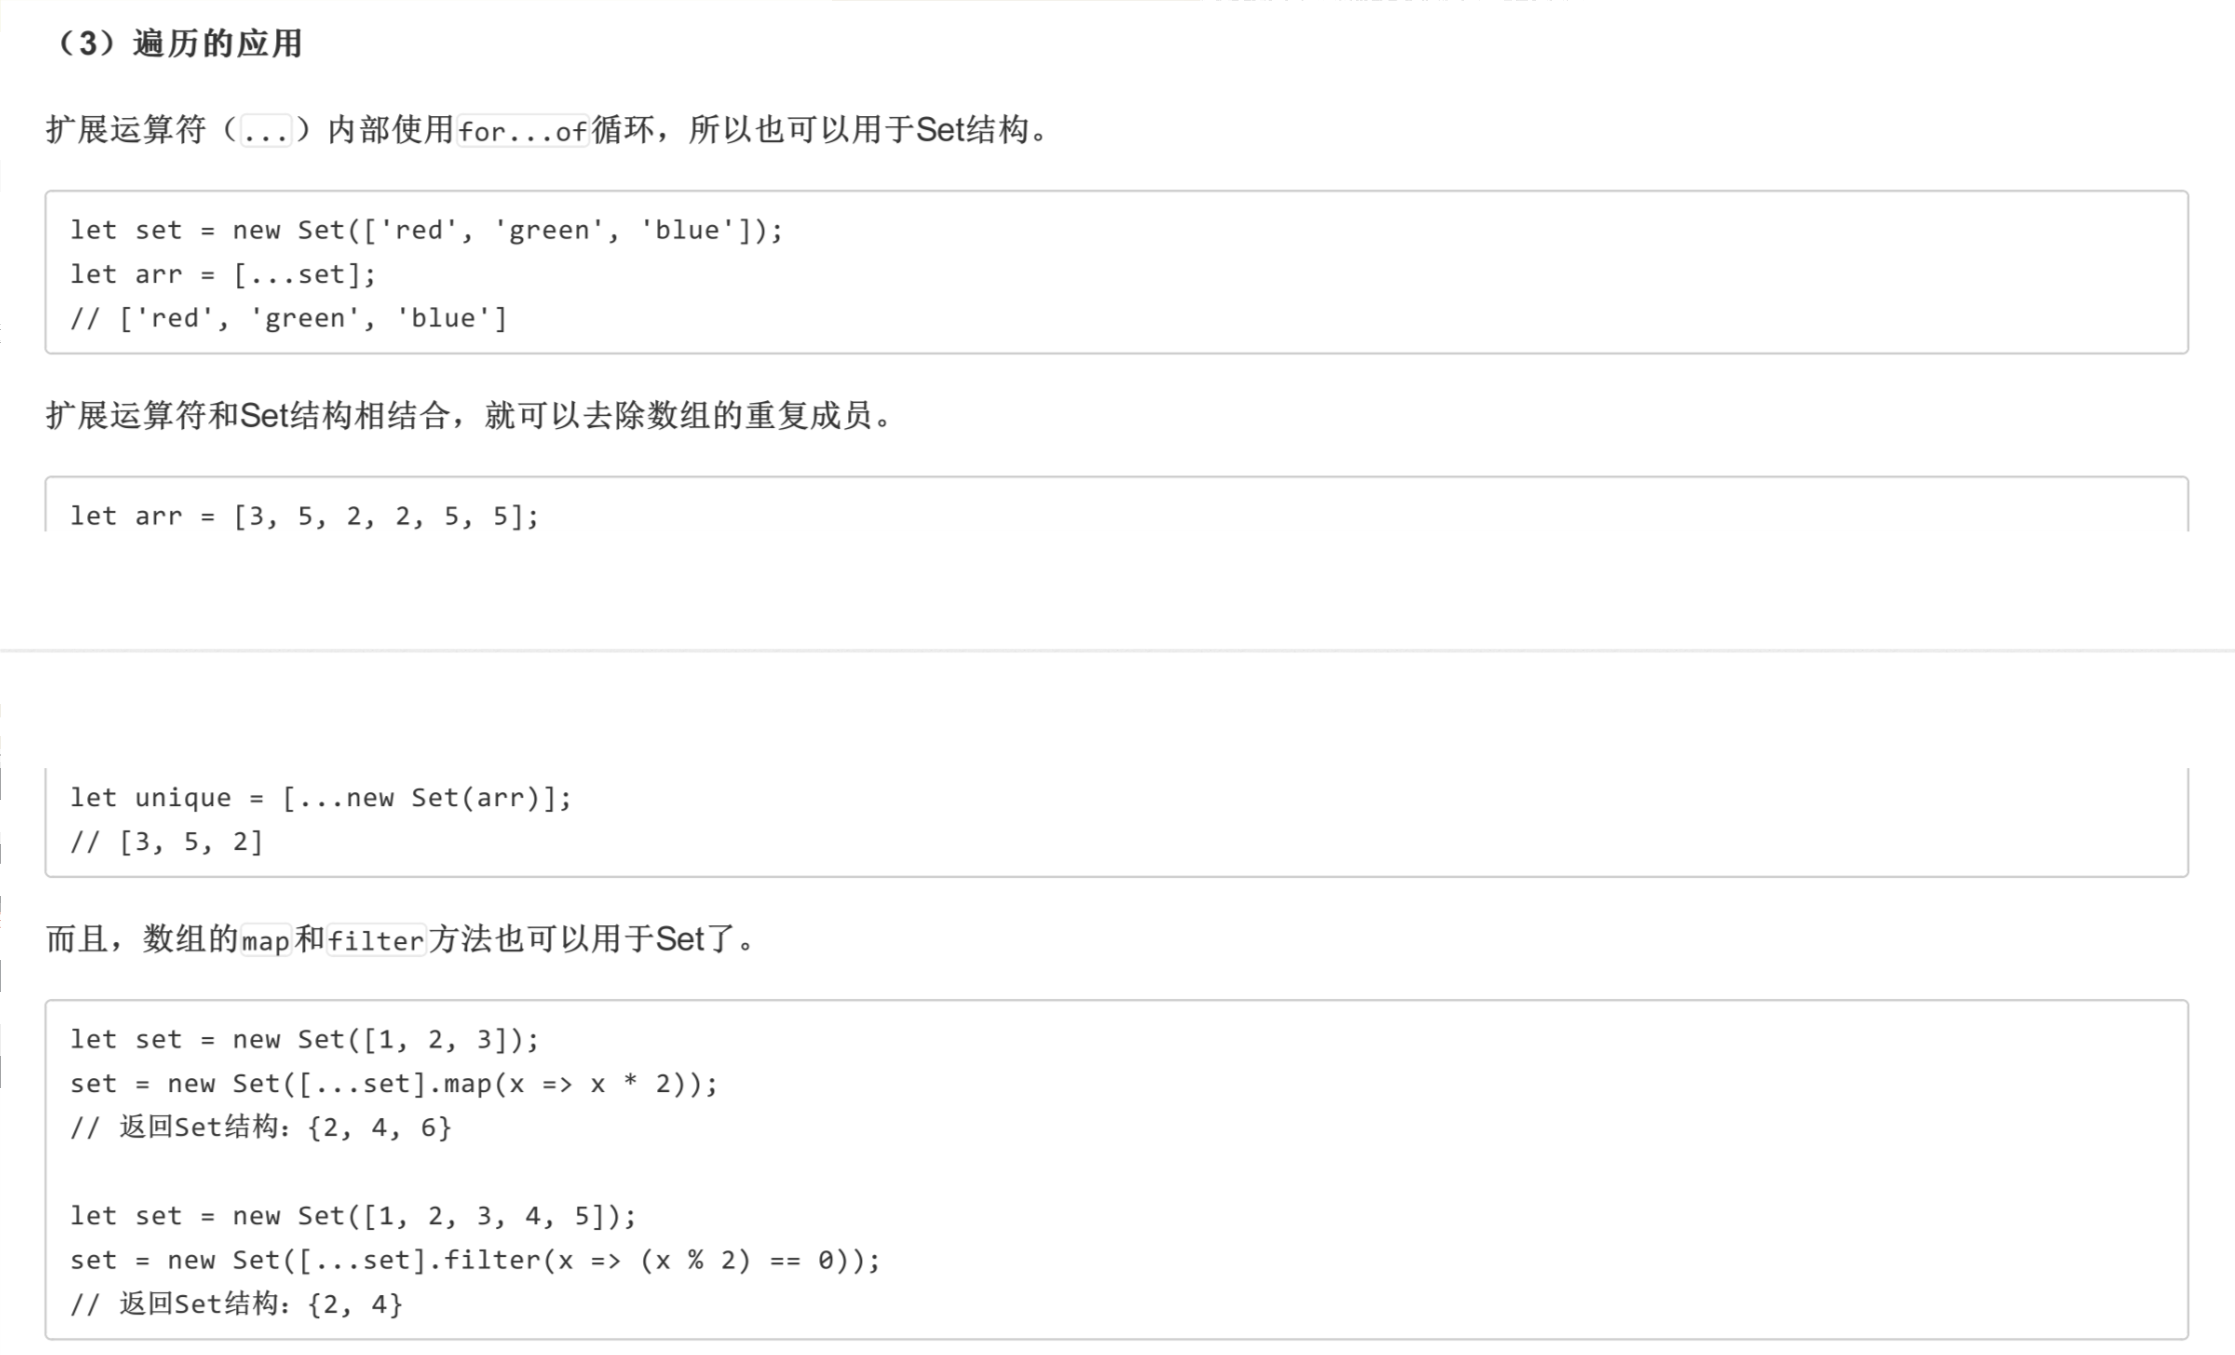 （3）遍历的应用
扩展运算符（...）内部使用for...of循环，所以也可以用于Set结构。
let set = new Set(['red', 'green', 'blue']);
let arr = [...set];
// ['red', 'green', 'blue']
扩展运算符和Set结构相结合，就可以去除数组的重复成员。
let arr = [3, 5, 2, 2, 5, 5];
let unique = [...new Set(arr)];
// [3, 5, 2]
而且，数组的map和filter方法也可以用于Set了。
let set = new Set([1, 2, 3]);
set = new Set([...set].map(x => x * 2));
// 返回Set结构：{2, 4, 6}
let set = new Set([1, 2, 3, 4, 5]);
set = new Set([...set].filter(x => (x % 2) == 0));
// 返回Set结构：{2, 4}